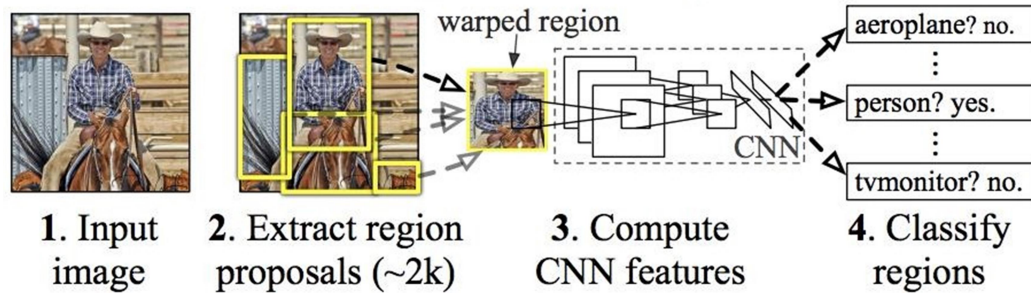 warped region
aeroplane? no.
person? yes.
CNN
tvmonitor? no.
1. Input
image
2. Extract region
proposals (~2k)
3. Compute
CNN features
4. Classify
regions